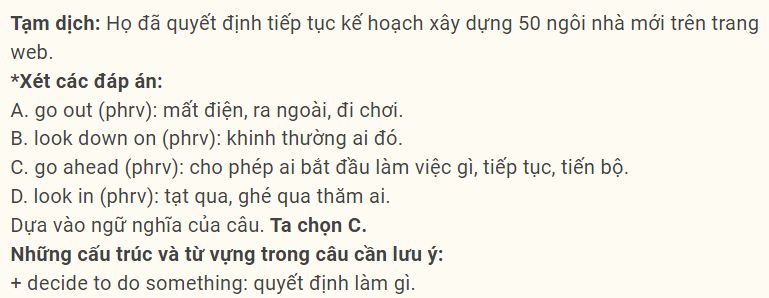 Tạm dịch: Họ đã quyết định tiếp tục kế hoạch xây dựng 50 ngôi nhà mới trên trang
web.
*Xét các đáp án:
A. go out (phrv): mất điện, ra ngoài, đi chơi.
B. look down on (phrv): khinh thường ai đó.
C. go ahead (phrv): cho phép ai bắt đầu làm việc gì, tiếp tục, tiến bộ.
D. look in (phrv): tạt qua, ghé qua thăm ai.
Dựa vào ngữ nghĩa của câu. Ta chọn C.
Những cấu trúc và từ vựng trong câu cần lưu ý:
+ decide to do something: quyết định làm gì.